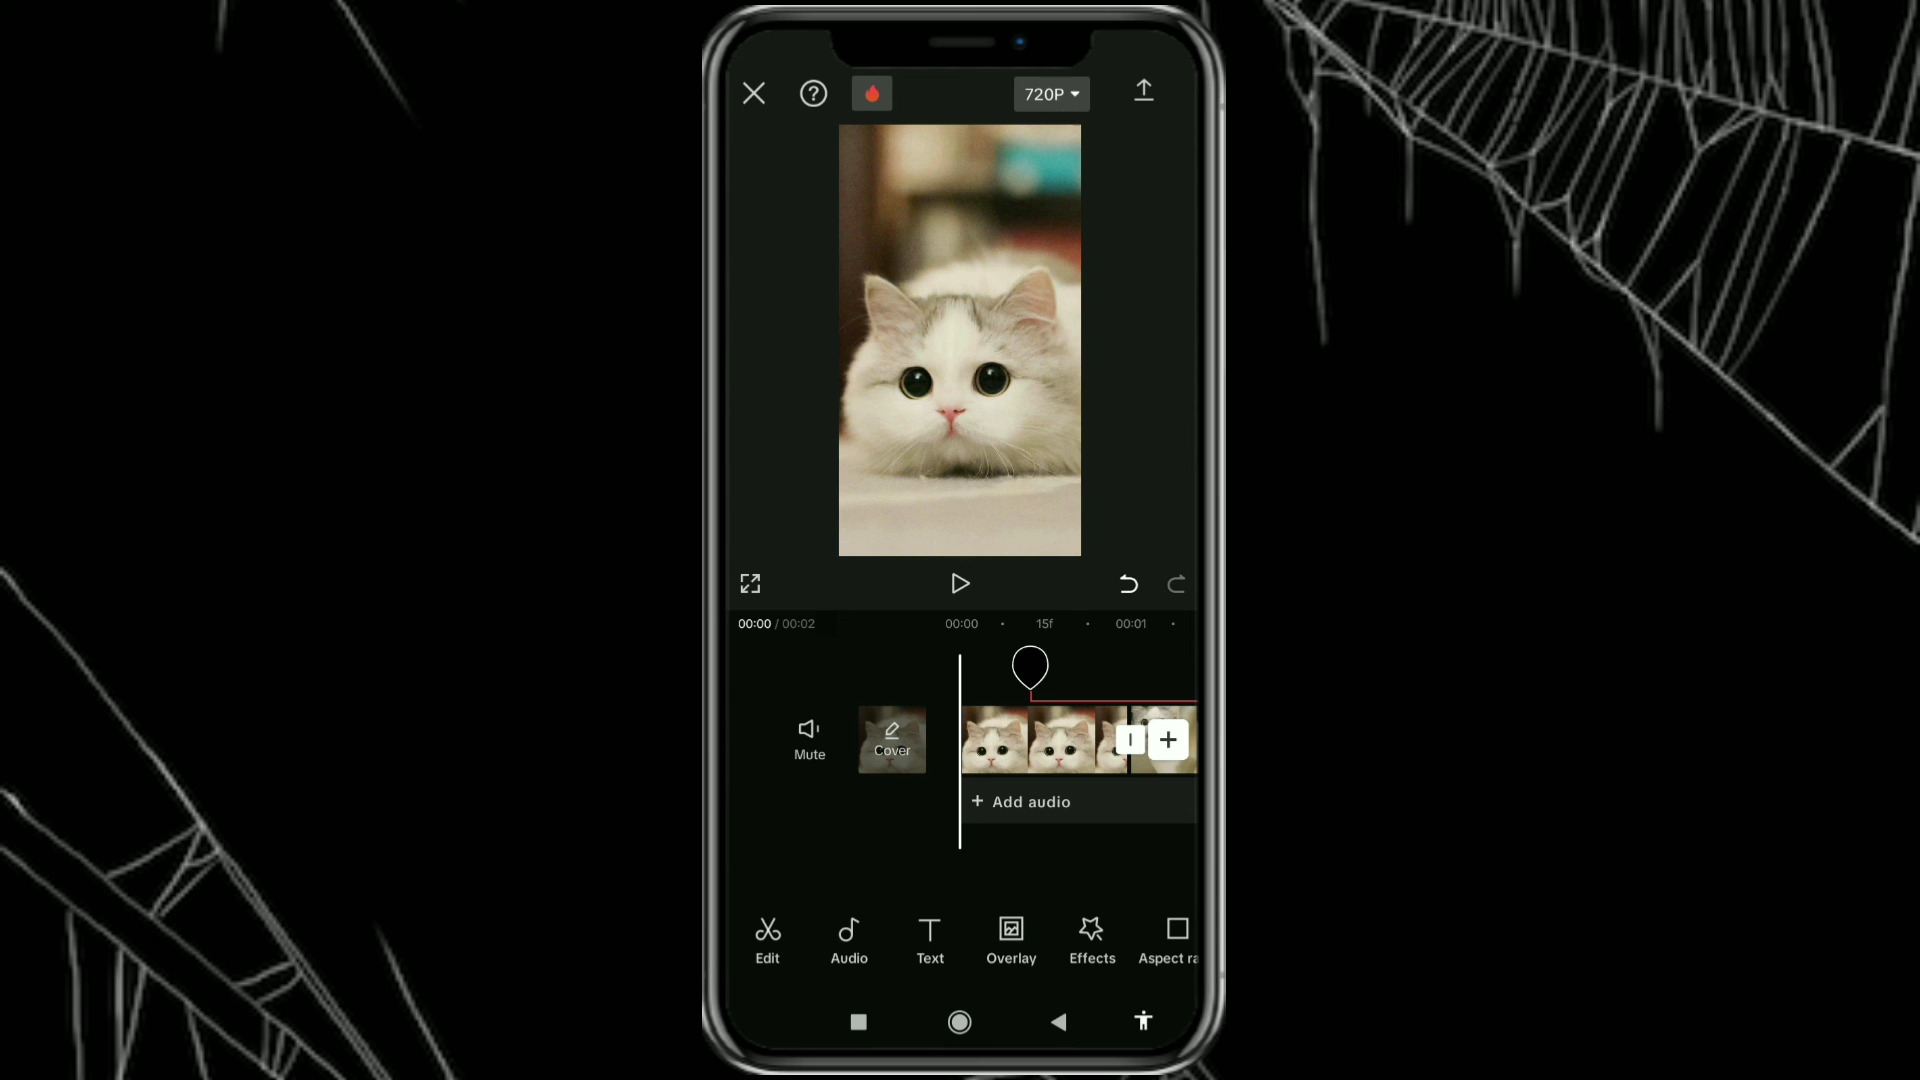 720P
00:00 / 00:02
00:00
15f
00:01
Mute
Cover
+ Add audio
Edit
Audio
Text
Overlay
Effects
Aspect ra